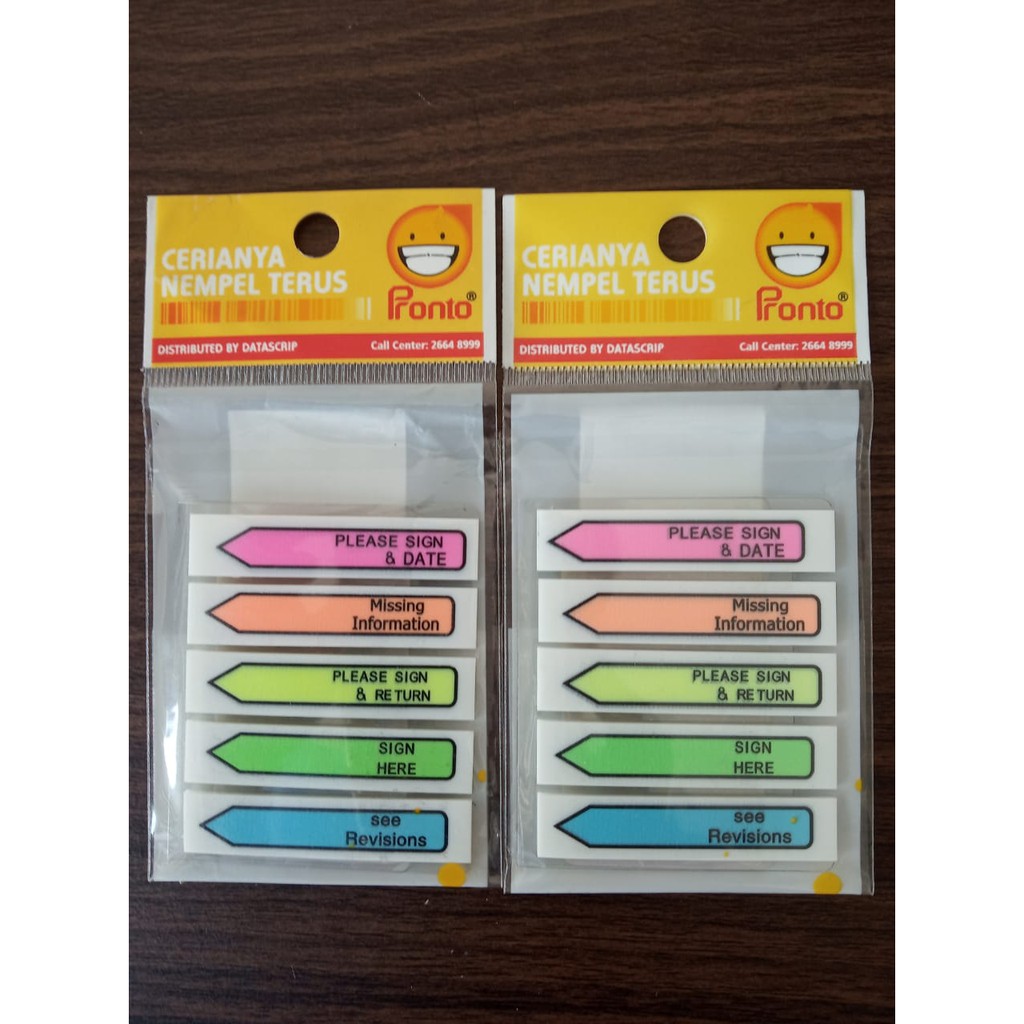 CERIANYA
NEMPEL TERUS
Pronto®
DISTRIBUTED BY DATASCRIP Call Center: 2664 8999
PLEASE SIGN
& DATE
Missing
Information
PLEASE SIGN
& RETURN
SIGN
HERE
see
Revisions
CERIANYA
NEMPEL TERUS
Pronto®
DISTRIBUTED BY DATASCRIP Call Center: 2664 8999
PLEASE SIGN
& DATE
Missing
Information
PLEASE SIGN
& RETURN
SIGN
HERE
see
Revisions